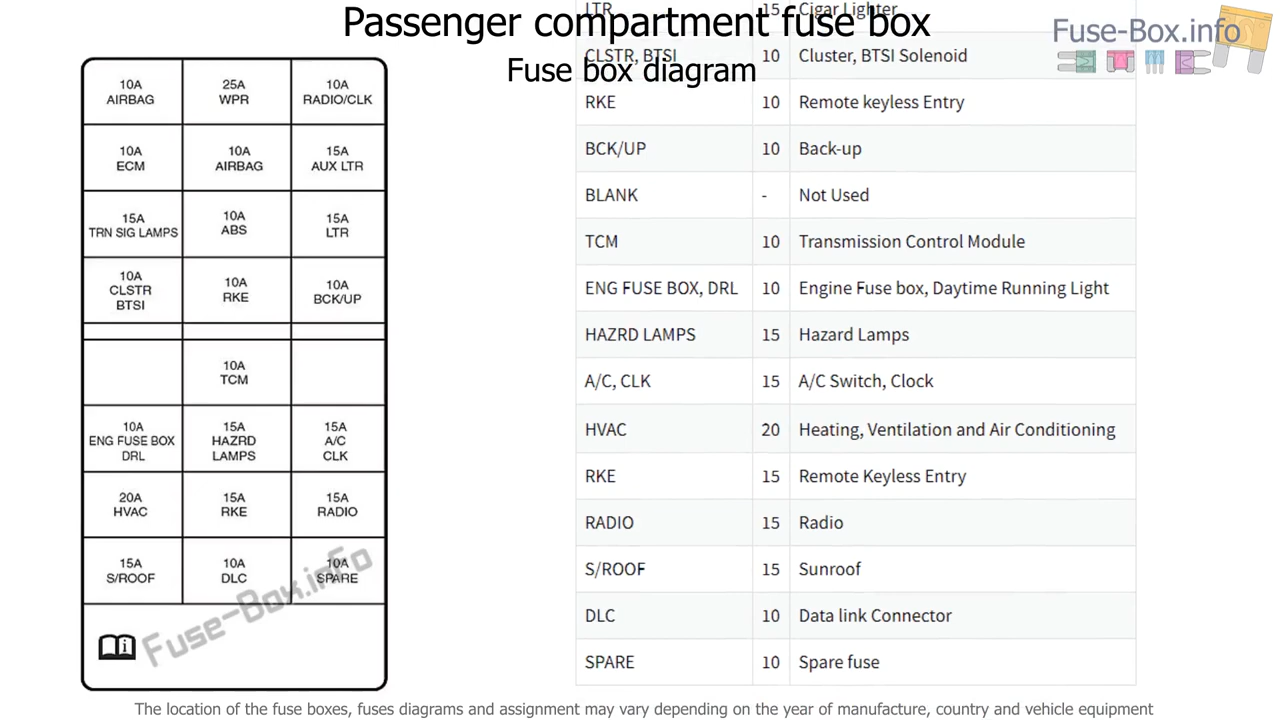 Passenger compartment fuse box
Fuse box diagram
Fuse-Box.info
10A AIRBAG
25A WPR
10A RADIO/CLK
10A ECM
10A AIRBAG
15A AUX LTR
15A TRN SIG LAMPS
10A ABS
15A LTR
10A CLSTR BTSI
10A RKE
10A BCK/UP
10A TCM
10A ENG FUSE BOX DRL
15A HAZRD LAMPS
15A A/C CLK
20A HVAC
15A RKE
15A RADIO
15A S/ROOF
10A DLC
10A SPARE
Fuse-Box.info
LTR 15 Cigar Lighter
CLSTR, BTSI 10 Cluster, BTSI Solenoid
RKE 10 Remote keyless Entry
BCK/UP 10 Back-up
BLANK - Not Used
TCM 10 Transmission Control Module
ENG FUSE BOX, DRL 10 Engine Fuse box, Daytime Running Light
HAZRD LAMPS 15 Hazard Lamps
A/C, CLK 15 A/C Switch, Clock
HVAC 20 Heating, Ventilation and Air Conditioning
RKE 15 Remote Keyless Entry
RADIO 15 Radio
S/ROOF 15 Sunroof
DLC 10 Data link Connector
SPARE 10 Spare fuse
The location of the fuse boxes, fuses diagrams and assignment may vary depending on the year of manufacture, country and vehicle equipment